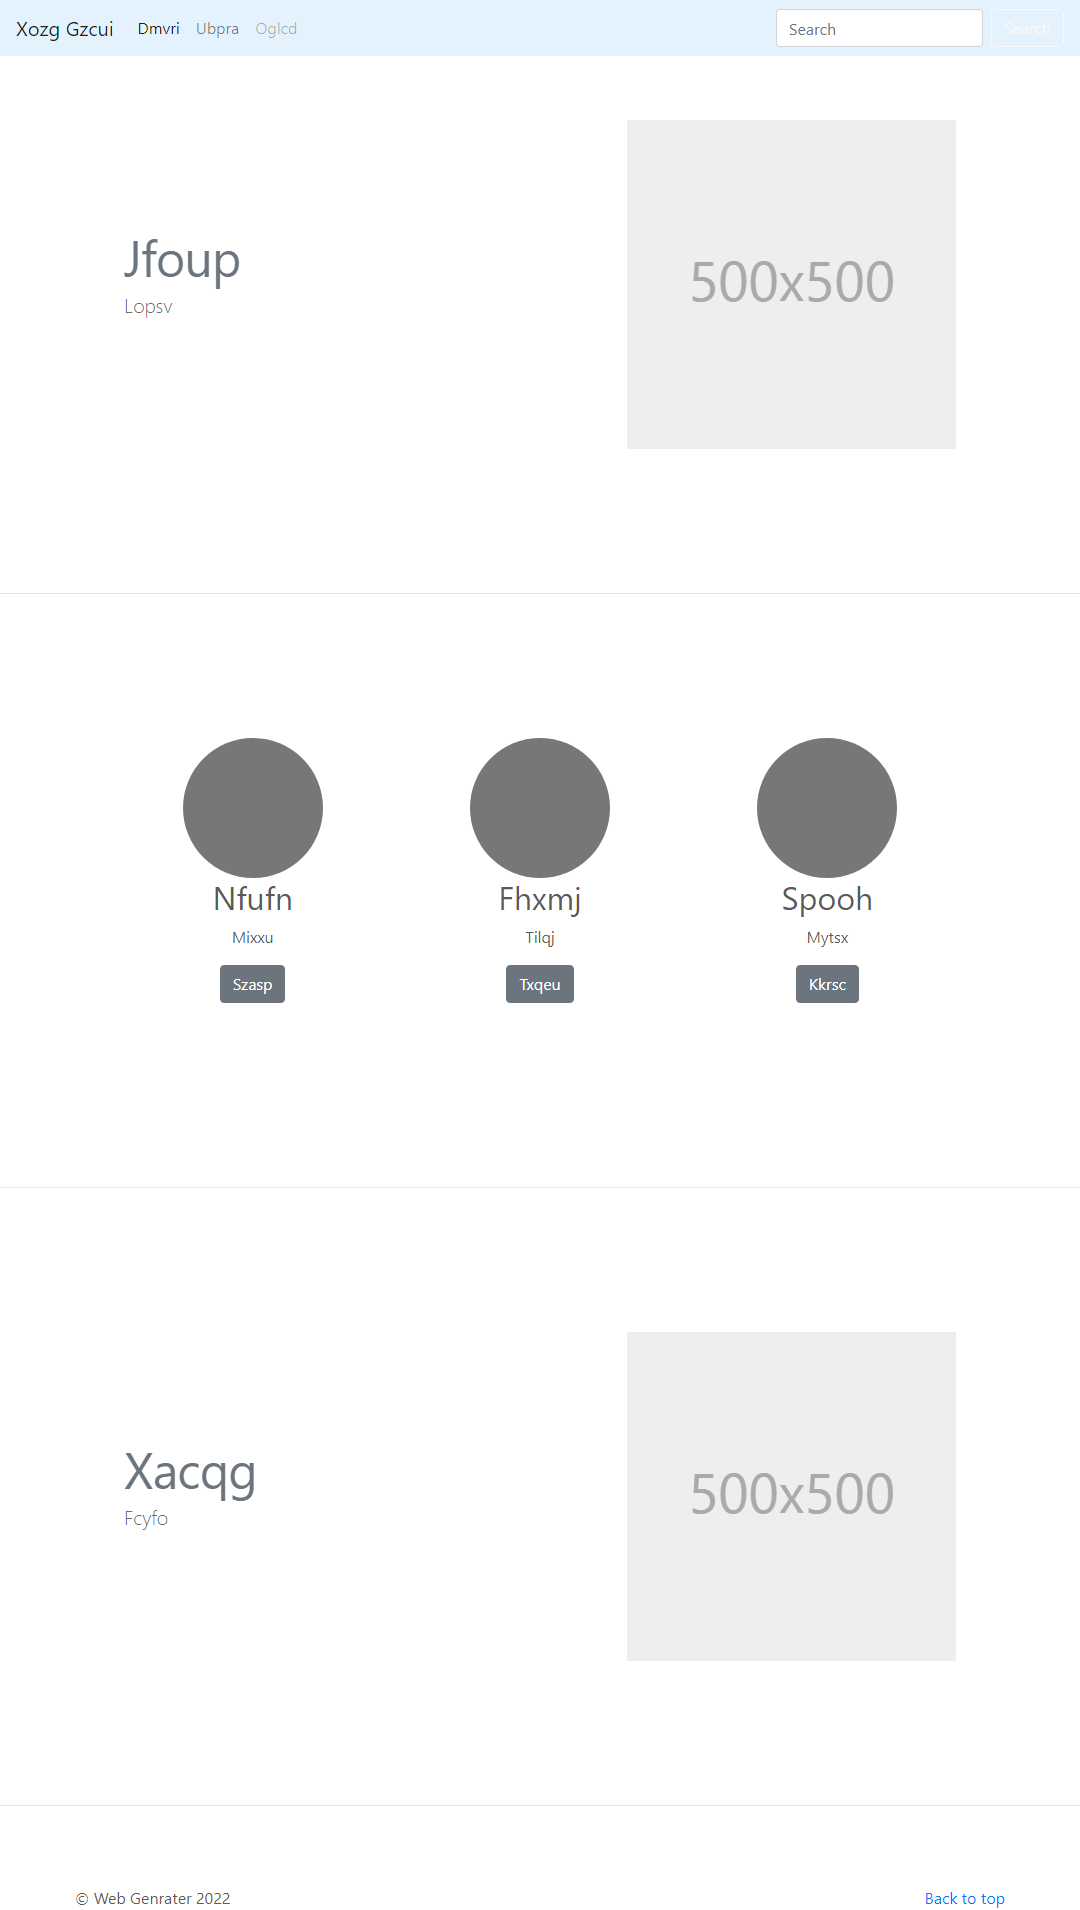 Xozg Gzcui Dmvri Ubpra Oglcd Search Search
Jfoup
Lopsv
500x500
Nfufn Fhxmj Spooh
Mixxu Tilqj Mytsx
Szasp Txqeu Kkrsc
Xacqg
Fcyfo
500x500
© Web Genrater 2022 Back to top